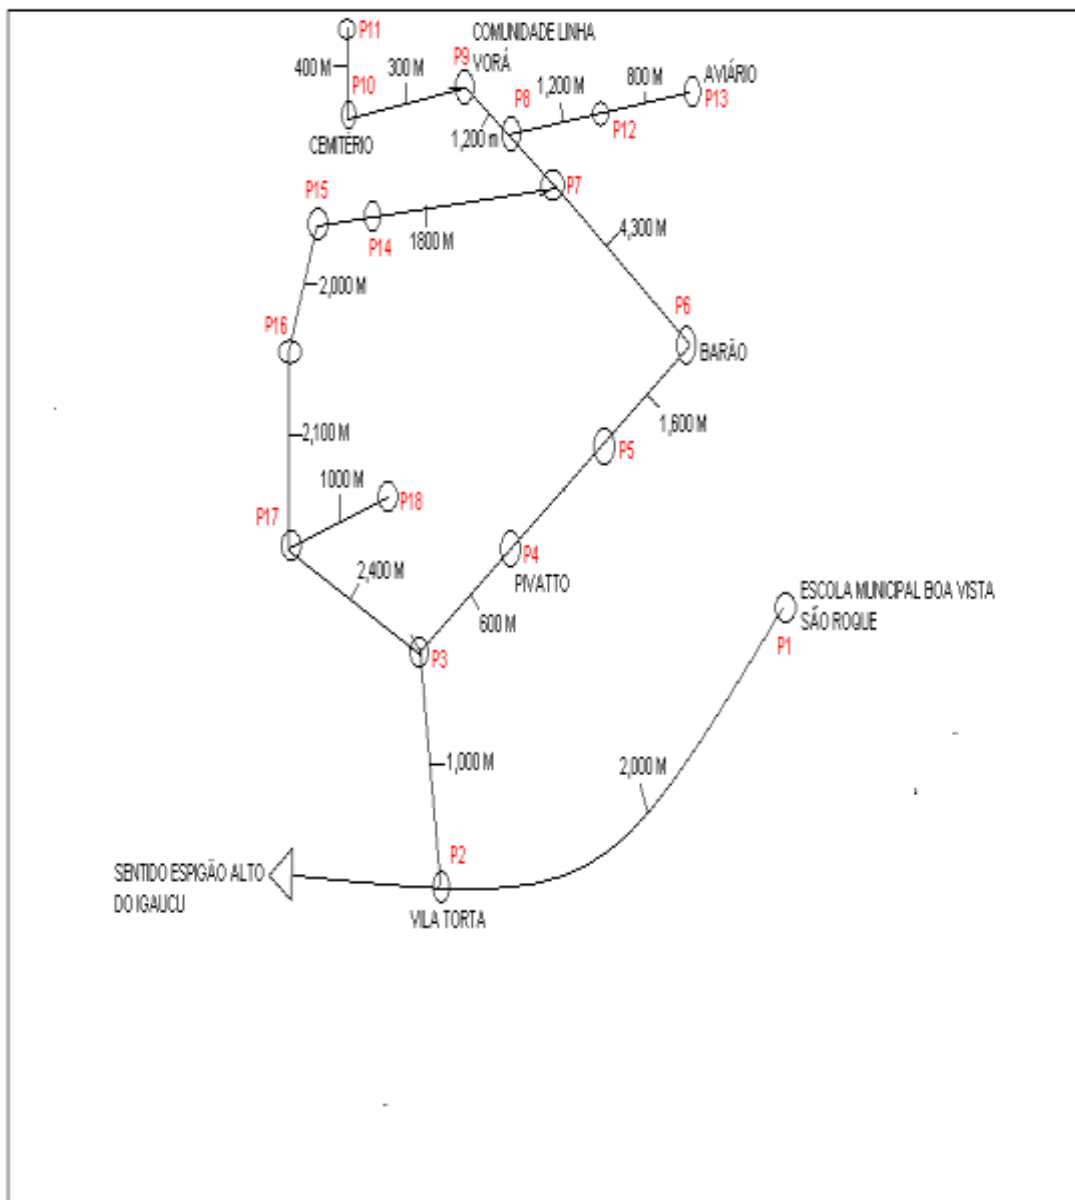 P11
COMUNIDADE LINHA
VORÁ
P9
400 M
300 M
P10
CEMITÉRIO
1,200 m
P8
1,200 M
800 M
AVIÁRIO
P13
P12
P7
P15
P14
1800 M
4,300 M
2,000 M
P16
P6
BARÃO
1,600 M
2,100 M
P5
1000 M
P18
P17
P4
PIVATTO
2,400 M
600 M
ESCOLA MUNICIPAL BOA VISTA
SÃO ROQUE
P1
P3
1,000 M
2,000 M
P2
SENTIDO ESPIGÃO ALTO
DO IGAUCU
VILA TORTA